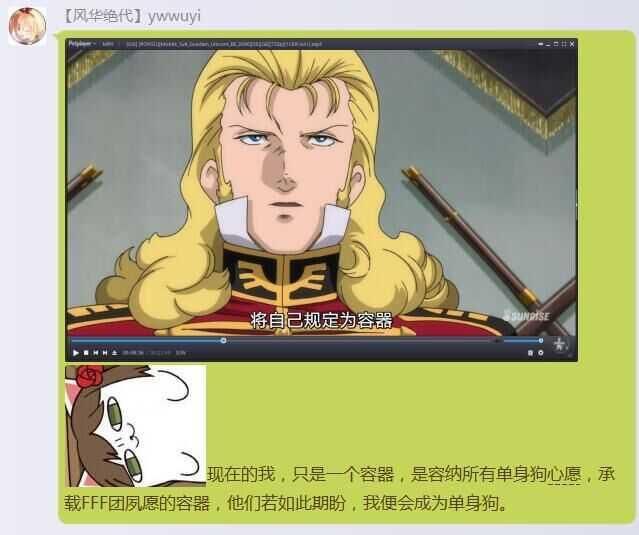 【风华绝代】ywwuyi
Potplayer
将自己规定为容器
SUNRISE
现在的我，只是一个容器，是容纳所有单身狗心愿，承
载FFF团夙愿的容器，他们若如此期盼，我便会成为单身狗。